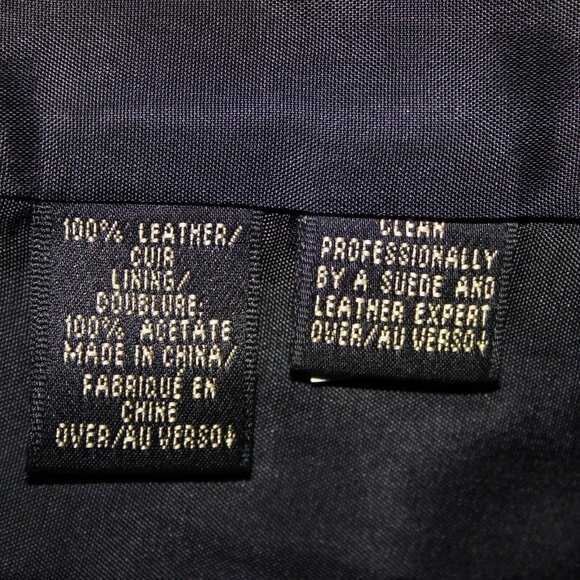 100% LEATHER/
CUIR
LINING/
DOUBLURE:
100% ACETATE
MADE IN CHINA/
FABRIQUÉ EN
CHINE
OVER/AU VERSO↓
CLEAN
PROFESSIONALLY
BY A SUEDE AND
LEATHER EXPERT
OVER/AU VERSO↓